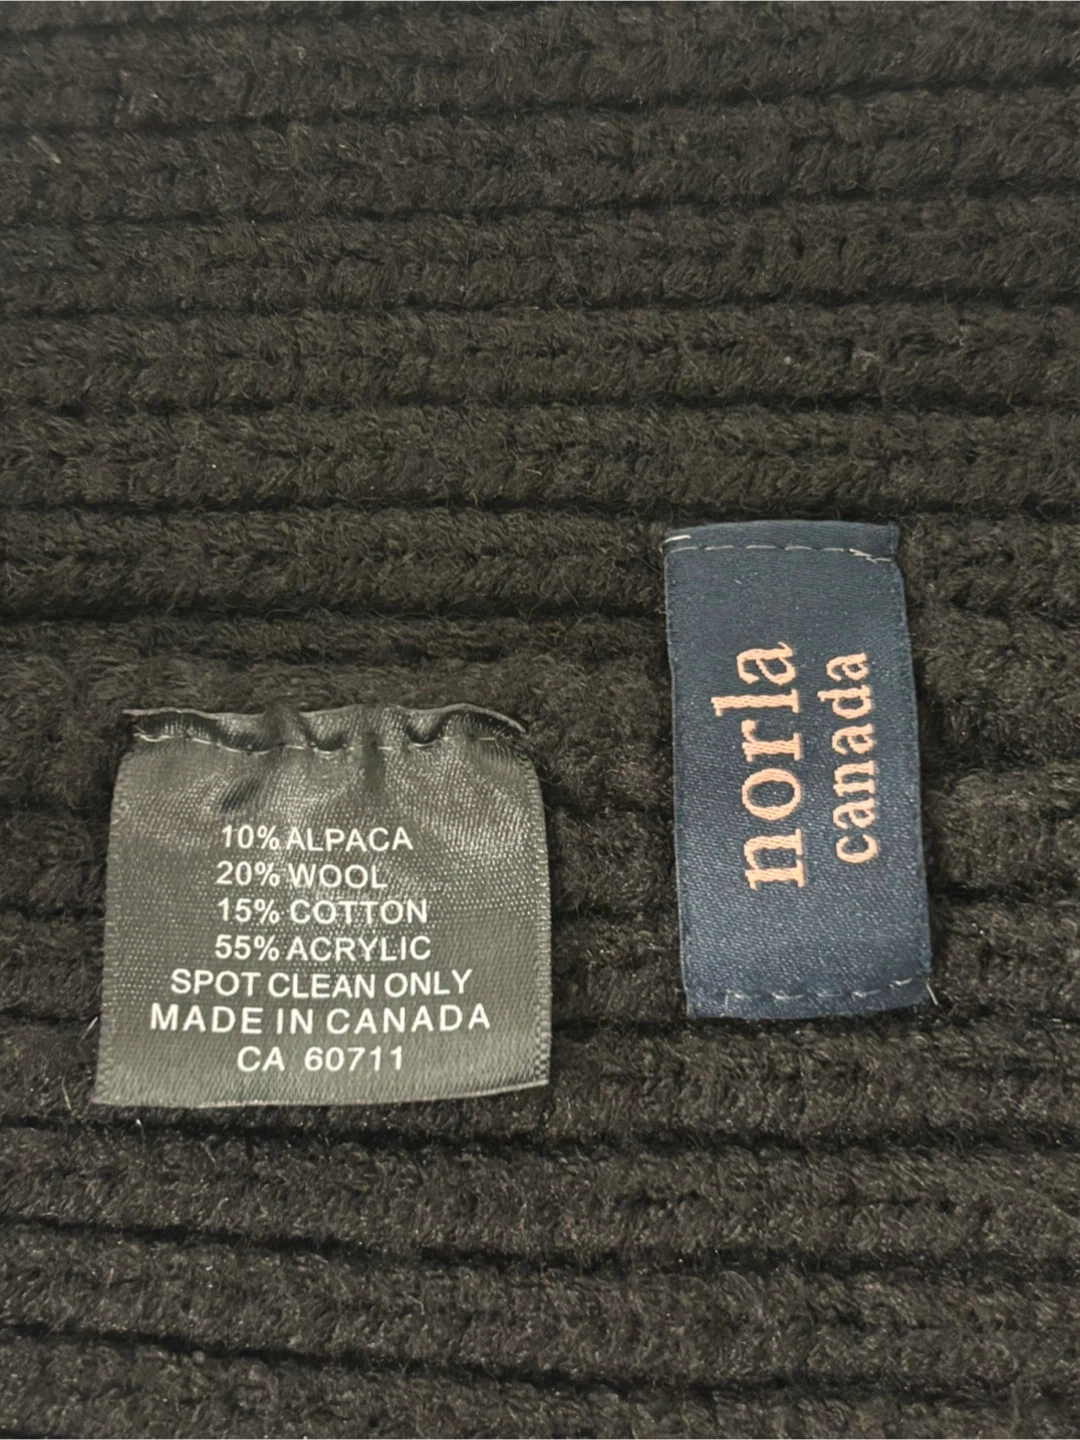 10% ALPACA
20% WOOL
15% COTTON
55% ACRYLIC
SPOT CLEAN ONLY
MADE IN CANADA
CA 60711
norla
canada